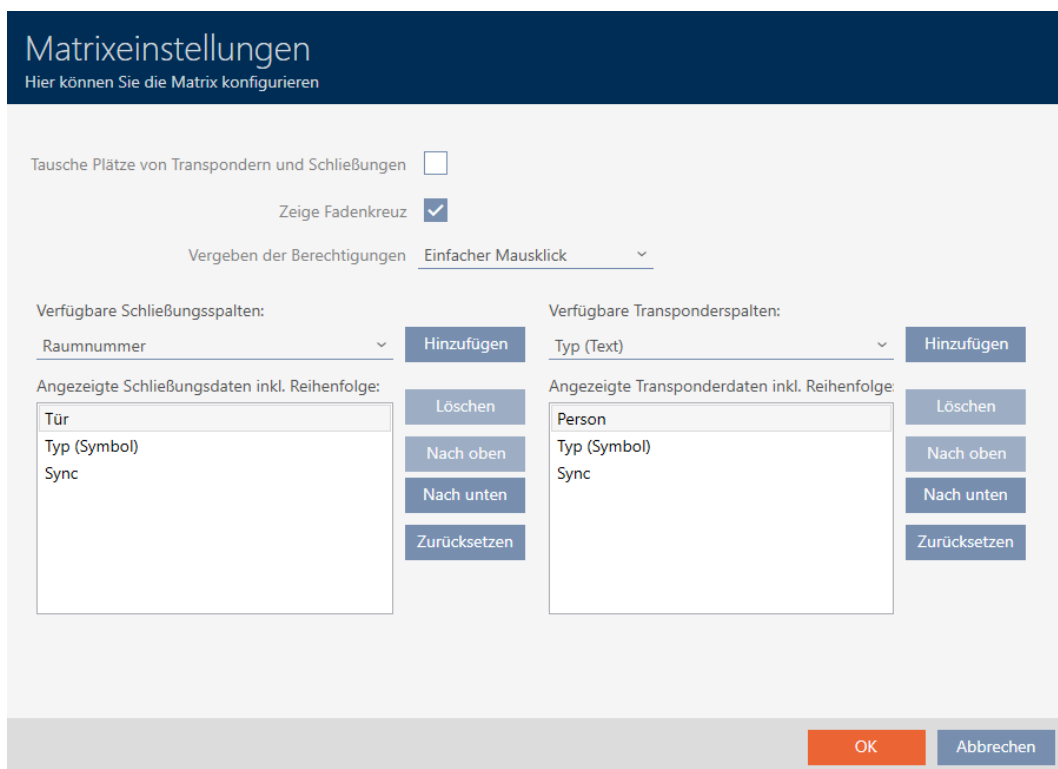 Matrixeinstellungen
Hier können Sie die Matrix konfigurieren
Tausche Plätze von Transpondern und Schließungen
Zeige Fadenkreuz
Vergeben der Berechtigungen Einfacher Mausklick
Verfügbare Schließungsspalten:
Raumnummer
Hinzufügen
Angezeigte Schließungsdaten inkl. Reihenfolge:
Tür
Typ (Symbol)
Sync
Löschen
Nach oben
Nach unten
Zurücksetzen
Verfügbare Transponderspalten:
Typ (Text)
Hinzufügen
Angezeigte Transponderdaten inkl. Reihenfolge:
Person
Typ (Symbol)
Sync
Löschen
Nach oben
Nach unten
Zurücksetzen
OK
Abbrechen